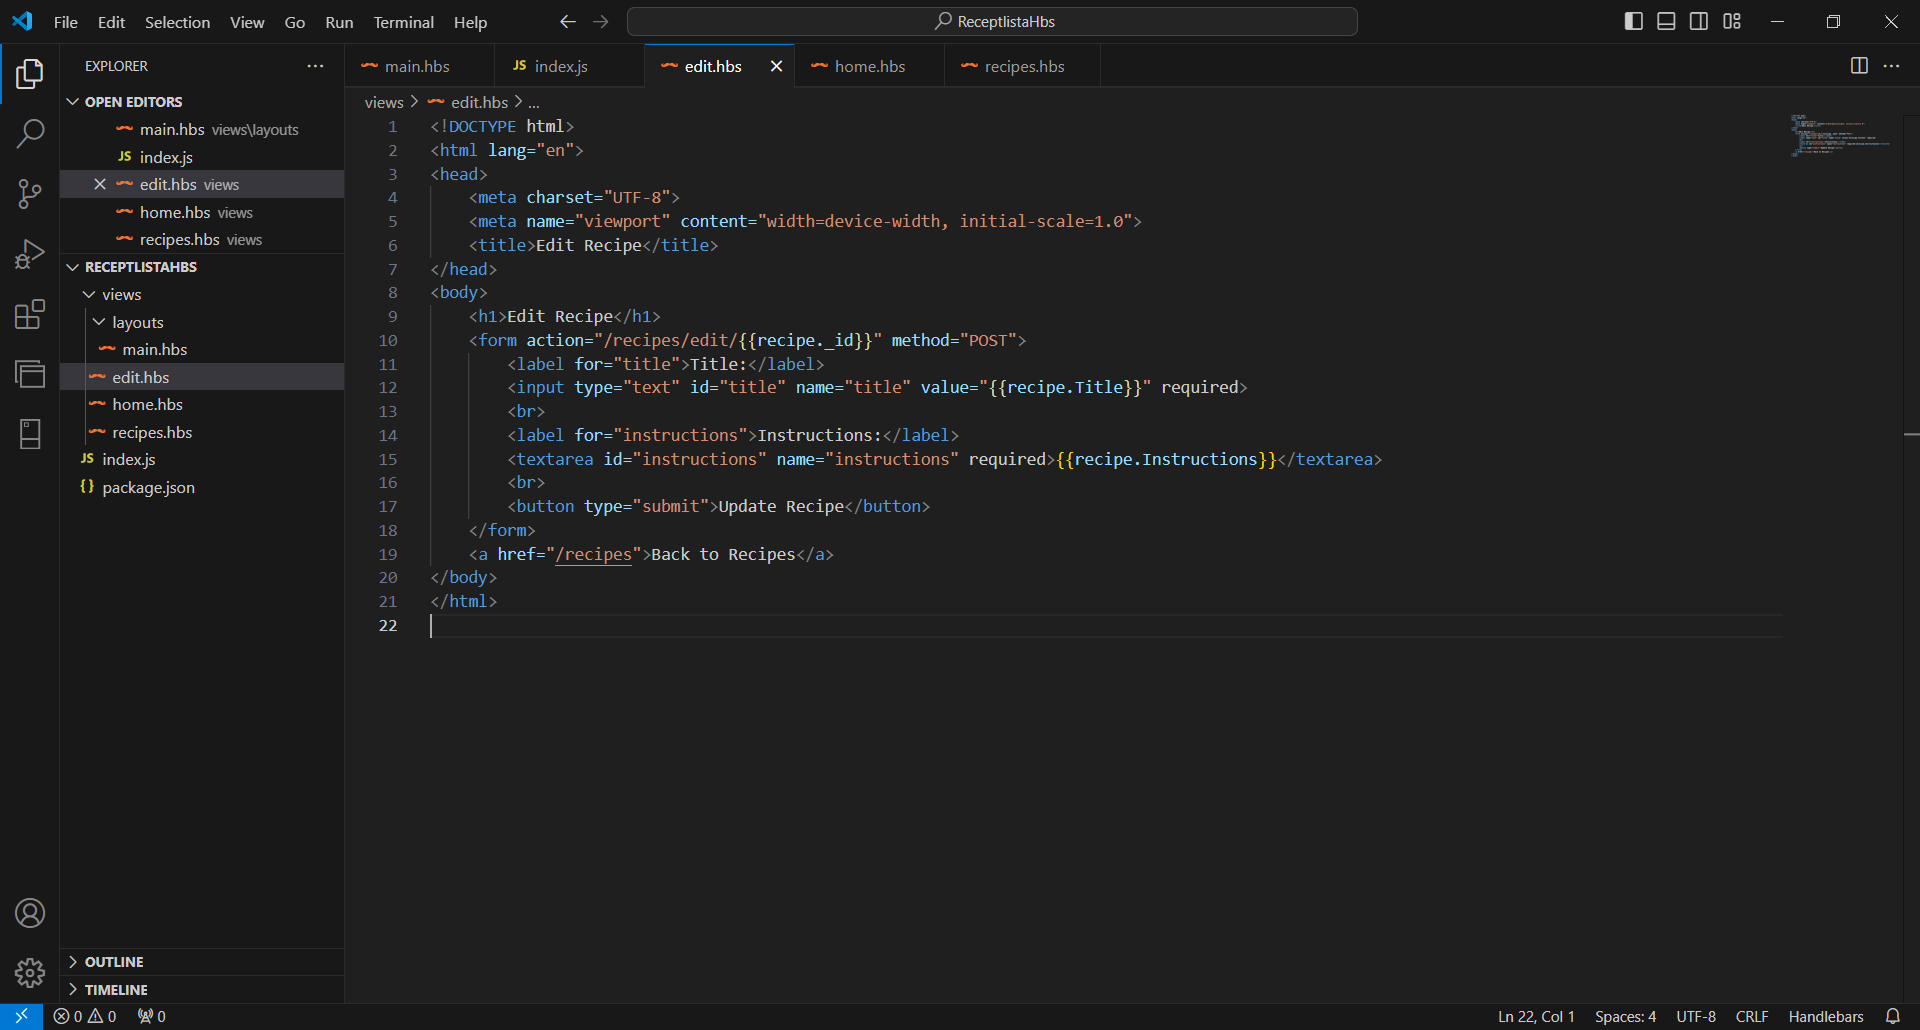 File Edit Selection View Go Run Terminal Help
ReceptlistaHbs
EXPLORER
OPEN EDITORS
main.hbs views\layouts
JS index.js
edit.hbs views
home.hbs views
recipes.hbs views
RECEPTLISTAHBS
views
layouts
main.hbs
edit.hbs
home.hbs
recipes.hbs
JS index.js
{} package.json
OUTLINE
TIMELINE
main.hbs
JS index.js
edit.hbs
home.hbs
recipes.hbs
views > edit.hbs > ...
1 <!DOCTYPE html>
2 <html lang="en">
3 <head>
4     <meta charset="UTF-8">
5     <meta name="viewport" content="width=device-width, initial-scale=1.0">
6     <title>Edit Recipe</title>
7 </head>
8 <body>
9     <h1>Edit Recipe</h1>
10     <form action="/recipes/edit/{{recipe._id}}" method="POST">
11         <label for="title">Title:</label>
12         <input type="text" id="title" name="title" value="{{recipe.Title}}" required>
13         <br>
14         <label for="instructions">Instructions:</label>
15         <textarea id="instructions" name="instructions" required>{{recipe.Instructions}}</textarea>
16         <br>
17         <button type="submit">Update Recipe</button>
18     </form>
19     <a href="/recipes">Back to Recipes</a>
20 </body>
21 </html>
22
0 0 0
Ln 22, Col 1 Spaces: 4 UTF-8 CRLF Handlebars